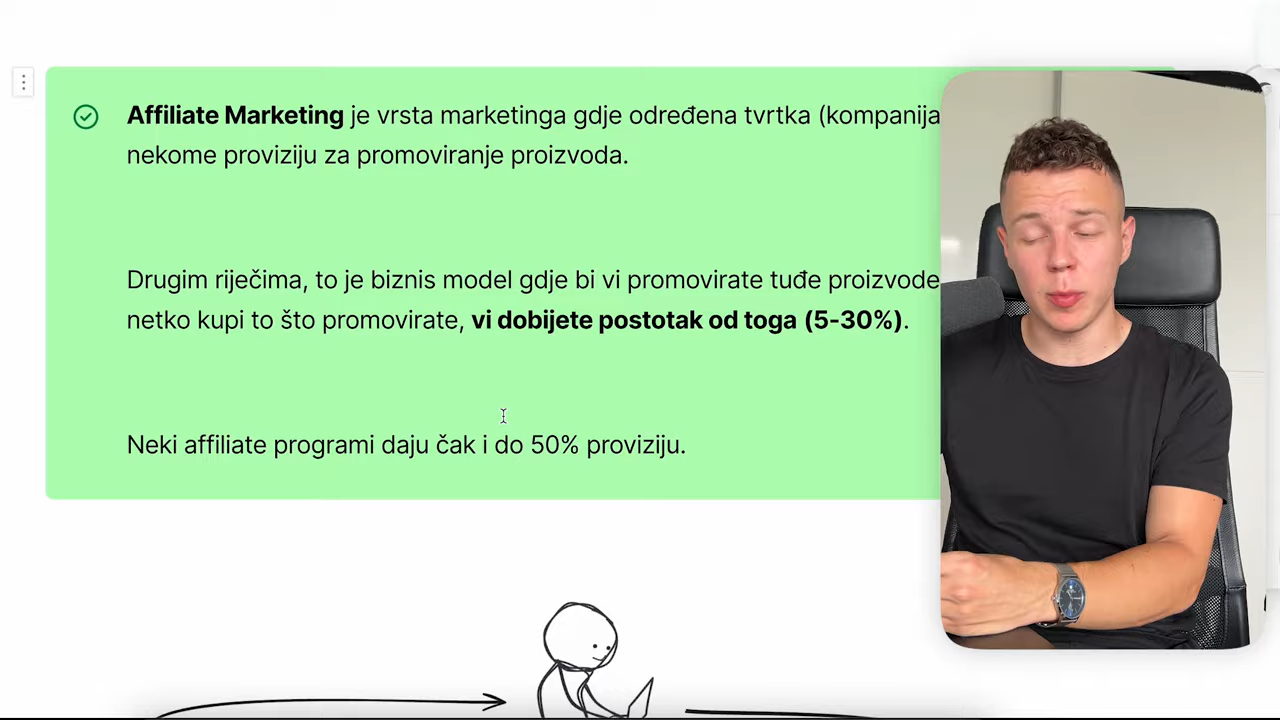 Affiliate Marketing je vrsta marketinga gdje određena tvrtka (kompanija
nekome proviziju za promoviranje proizvoda.
Drugim riječima, to je biznis model gdje bi vi promovirate tuđe proizvode
netko kupi to što promovirate, vi dobijete postotak od toga (5-30%).
Neki affiliate programi daju čak i do 50% proviziju.